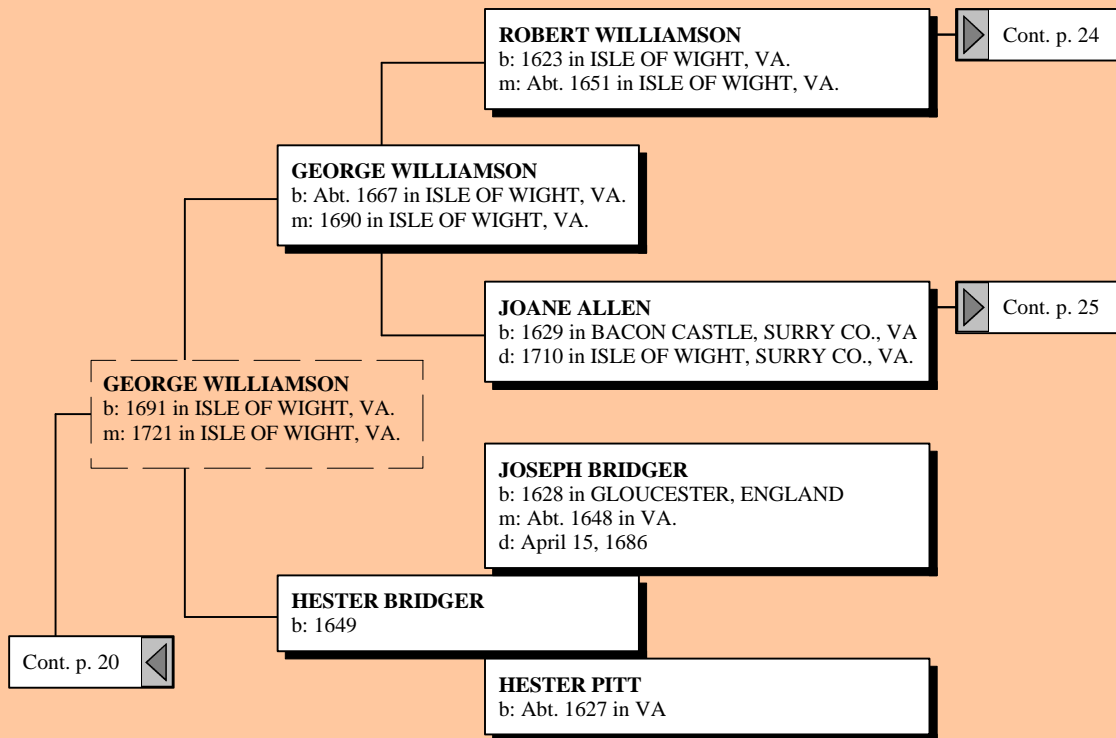 ROBERT WILLIAMSON
b: 1623 in ISLE OF WIGHT, VA.
m: Abt. 1651 in ISLE OF WIGHT, VA.
Cont. p. 24
GEORGE WILLIAMSON
b: Abt. 1667 in ISLE OF WIGHT, VA.
m: 1690 in ISLE OF WIGHT, VA.
JOANE ALLEN
b: 1629 in BACON CASTLE, SURRY CO., VA
d: 1710 in ISLE OF WIGHT, SURRY CO., VA.
Cont. p. 25
GEORGE WILLIAMSON
b: 1691 in ISLE OF WIGHT, VA.
m: 1721 in ISLE OF WIGHT, VA.
JOSEPH BRIDGER
b: 1628 in GLOUCESTER, ENGLAND
m: Abt. 1648 in VA.
d: April 15, 1686
HESTER BRIDGER
b: 1649
Cont. p. 20
HESTER PITT
b: Abt. 1627 in VA